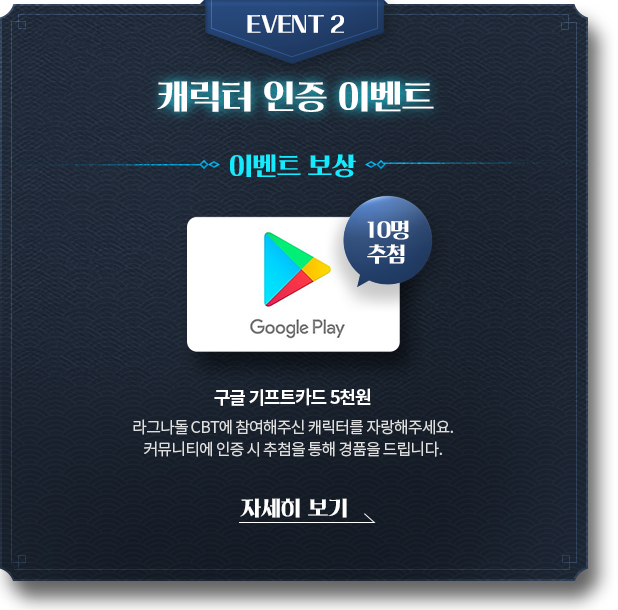 EVENT 2
캐릭터 인증 이벤트
이벤트 보상
10명
추첨
Google Play
구글 기프트카드 5천원
라그나돌 CBT에 참여해주신 캐릭터를 자랑해주세요.
커뮤니티에 인증 시 추첨을 통해 경품을 드립니다.
자세히 보기